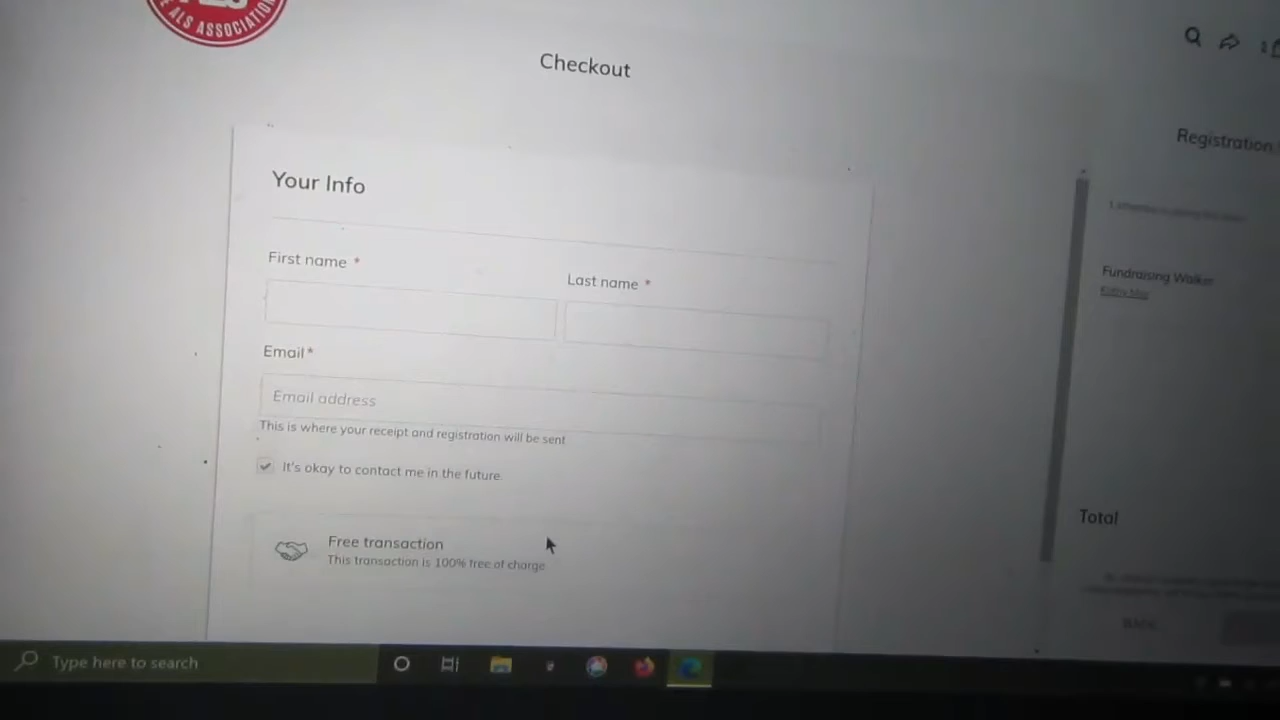 ALS ASSOCIATION
Checkout
Registration
Your Info
First name *
Last name *
Fundraising Walker
Email*
Email address
This is where your receipt and registration will be sent
It's okay to contact me in the future.
Total
Free transaction
This transaction is 100% free of charge
Type here to search